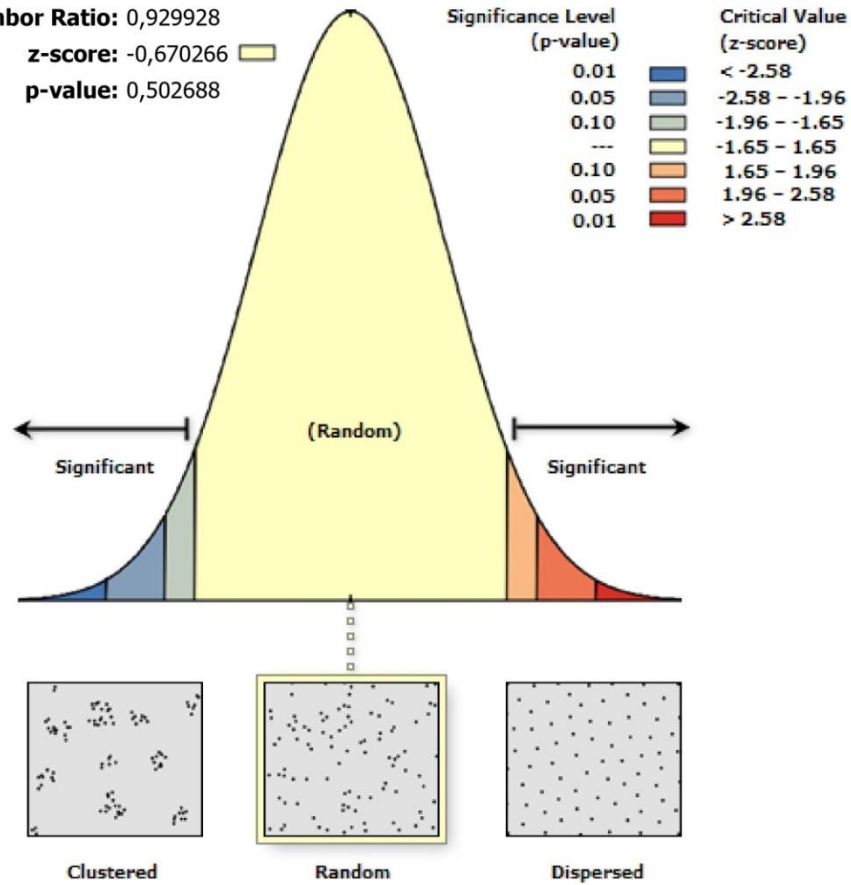 nbor Ratio: 0,929928
z-score: -0,670266
p-value: 0,502688
Significance Level
(p-value)
Critical Value
(z-score)
0.01 < -2.58
0.05 -2.58 – -1.96
0.10 -1.96 – -1.65
--- -1.65 – 1.65
0.10 1.65 – 1.96
0.05 1.96 – 2.58
0.01 > 2.58
(Random)
Significant
Significant
Clustered
Random
Dispersed